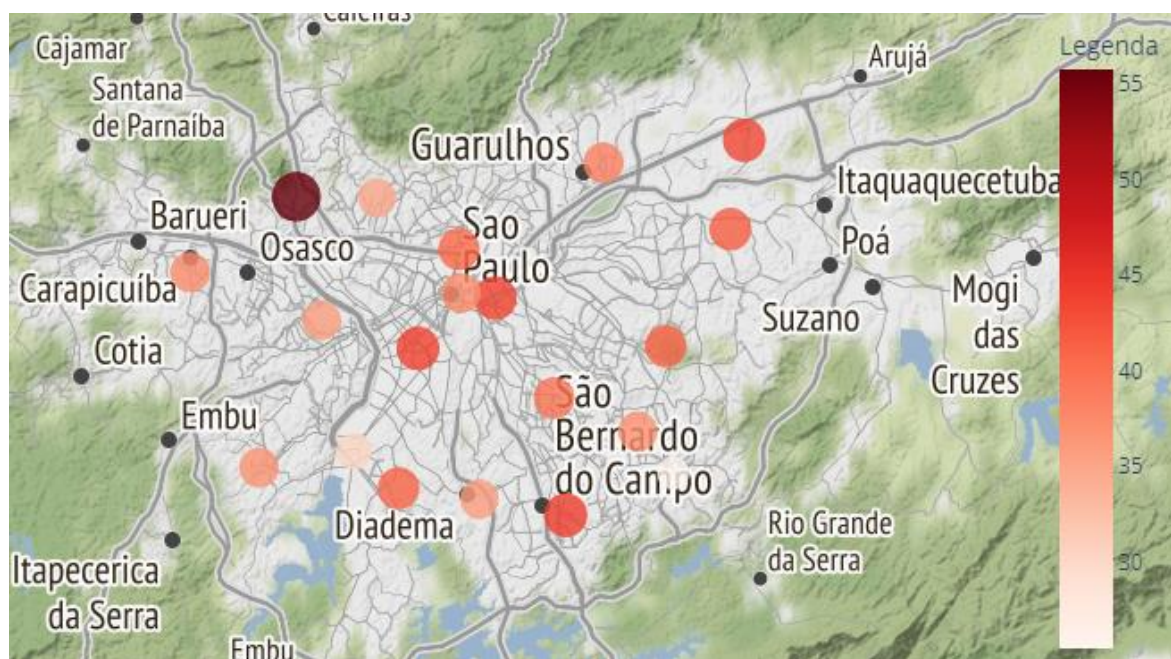 Caieiras
Cajamar
Legenda
Arujá
55
Santana
de Parnaíba
Guarulhos
50
Itaquaquecetuba
Barueri
Sao
Paulo
Osasco
Poá
45
Carapicuíba
Mogi
das
Cruzes
Suzano
Cotia
40
São
Bernardo
do Campo
Embu
35
Diadema
Rio Grande
da Serra
30
Itapecerica
da Serra
Embu